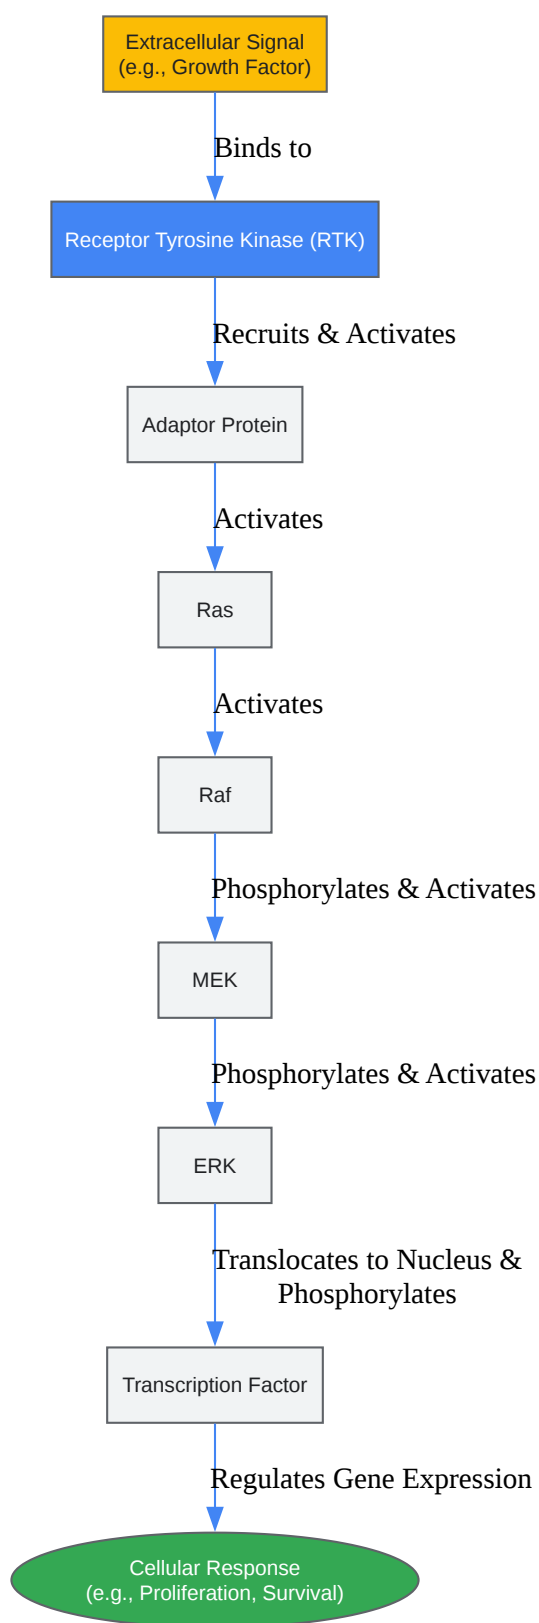 Extracellular Signal
(e.g., Growth Factor)
Binds to
Receptor Tyrosine Kinase (RTK)
Recruits & Activates
Adaptor Protein
Activates
Ras
Activates
Raf
Phosphorylates & Activates
MEK
Phosphorylates & Activates
ERK
Translocates to Nucleus &
Phosphorylates
Transcription Factor
Regulates Gene Expression
Cellular Response
(e.g., Proliferation, Survival)